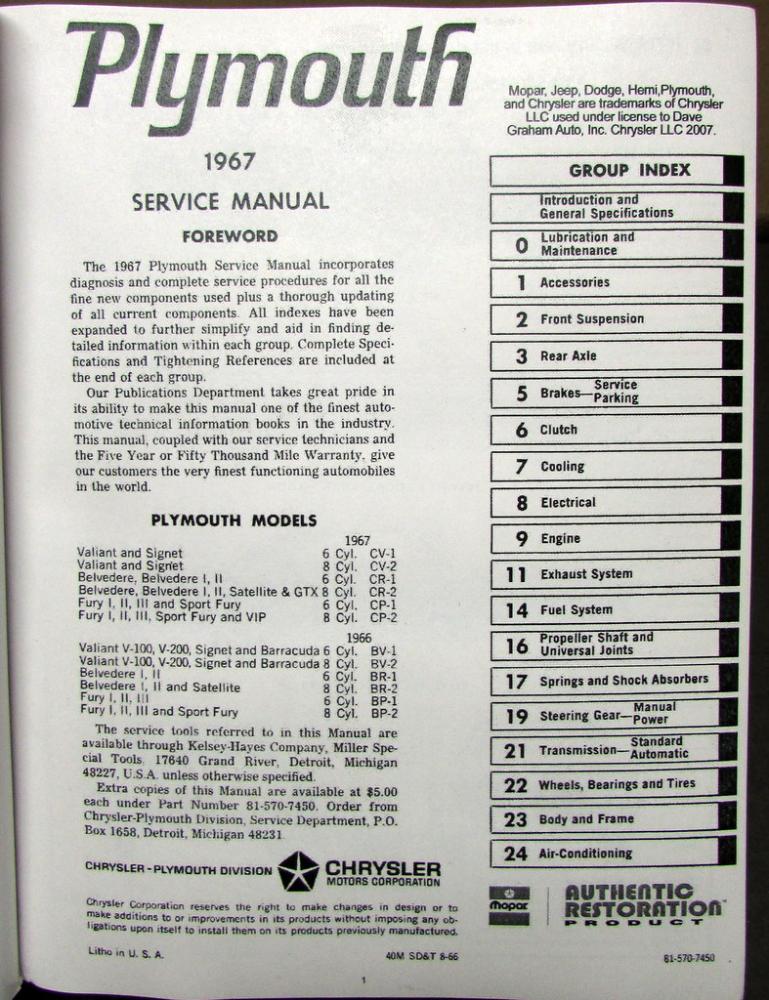 Plymouth
1967
SERVICE MANUAL
FOREWORD
The 1967 Plymouth Service Manual incorporates
diagnosis and complete service procedures for all the
fine new components used plus a thorough updating
of all current components. All indexes have been
expanded to further simplify and aid in finding de-
tailed information within each group. Complete Speci-
fications and Tightening References are included at
the end of each group.
Our Publications Department takes great pride in
its ability to make this manual one of the finest auto-
motive technical information books in the industry.
This manual, coupled with our service technicians and
the Five Year or Fifty Thousand Mile Warranty, give
our customers the very finest functioning automobiles
in the world.
PLYMOUTH MODELS
1967
Valiant and Signet 6 Cyl. CV-1
Valiant and Signet 8 Cyl. CV-2
Belvedere, Belvedere I, II 6 Cyl. CR-1
Belvedere, Belvedere I, II, Satellite & GTX 8 Cyl. CR-2
Fury I, II, III and Sport Fury 6 Cyl. CP-1
Fury I, II, III, Sport Fury and VIP 8 Cyl. CP-2
1966
Valiant V-100, V-200, Signet and Barracuda 6 Cyl. BV-1
Valiant V-100, V-200, Signet and Barracuda 8 Cyl. BV-2
Belvedere I, II 6 Cyl. BR-1
Belvedere I, II and Satellite 8 Cyl. BR-2
Fury I, II, III 6 Cyl. BP-1
Fury I, II, III and Sport Fury 8 Cyl. BP-2
The service tools referred to in this Manual are
available through Kelsey-Hayes Company, Miller Spe-
cial Tools, 17640 Grand River, Detroit, Michigan
48227, U.S.A. unless otherwise specified.
Extra copies of this Manual are available at $5.00
each under Part Number 81-570-7450. Order from
Chrysler-Plymouth Division, Service Department, P.O.
Box 1658, Detroit, Michigan 48231
CHRYSLER-PLYMOUTH DIVISION CHRYSLER
MOTORS CORPORATION
Chrysler Corporation reserves the right to make changes in design or to
make additions to or improvements in its products without imposing any ob-
ligations upon itself to install them on its products previously manufactured.
Litho in U. S. A. 40M SD&T 8-66
1
Mopar, Jeep, Dodge, Hemi,Plymouth,
and Chrysler are trademarks of Chrysler
LLC used under license to Dave
Graham Auto, Inc. Chrysler LLC 2007.
GROUP INDEX
Introduction and
General Specifications
0 Lubrication and
Maintenance
1 Accessories
2 Front Suspension
3 Rear Axle
5 Brakes—Service
Parking
6 Clutch
7 Cooling
8 Electrical
9 Engine
11 Exhaust System
14 Fuel System
16 Propeller Shaft and
Universal Joints
17 Springs and Shock Absorbers
19 Steering Gear—Manual
Power
21 Transmission—Standard
Automatic
22 Wheels, Bearings and Tires
23 Body and Frame
24 Air-Conditioning
Mopar
AUTHENTIC
RESTORATION
PRODUCT
81-570-7450